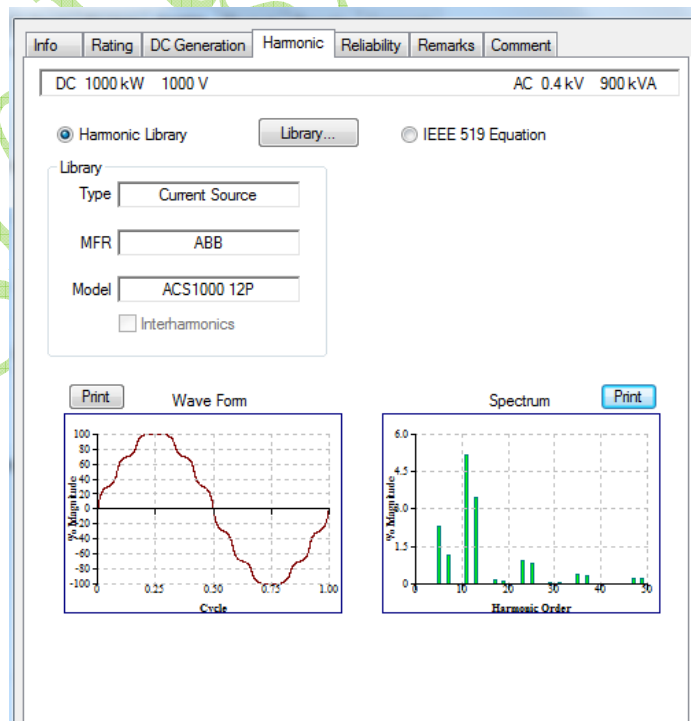 Info Rating DC Generation Harmonic Reliability Remarks Comment
DC 1000 kW 1000 V AC 0.4 kV 900 kVA
Harmonic Library Library... IEEE 519 Equation
Library
Type Current Source
MFR ABB
Model ACS1000 12P
Interharmonics
Print Wave Form
100
80
60
40
20
0
-20
-40
-60
-80
-100
% Magnitude
0 0.25 0.50 0.75 1.00
Cycle
Spectrum Print
6.0
4.5
3.0
1.5
0
% Magnitude
0 10 20 30 40 50
Harmonic Order